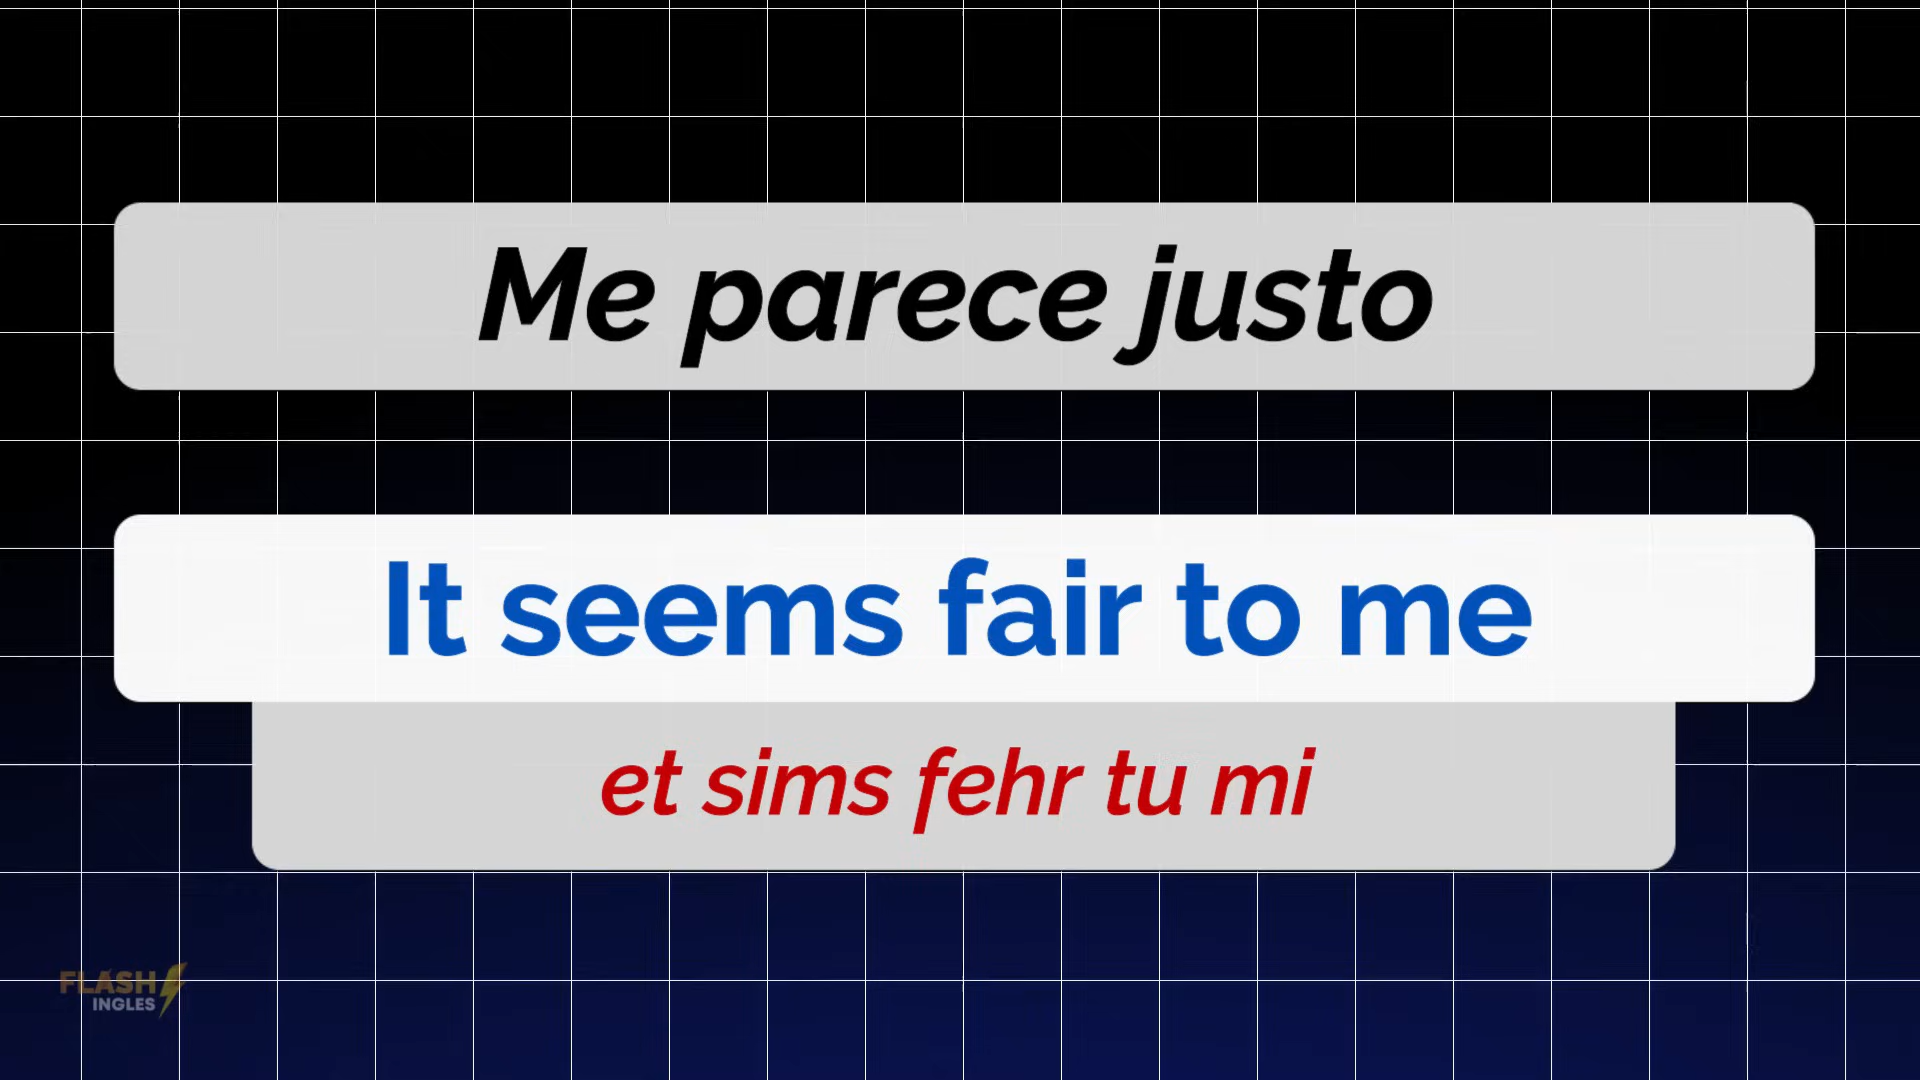 Me parece justo
It seems fair to me
et sims fehr tu mi
FLASH
INGLES